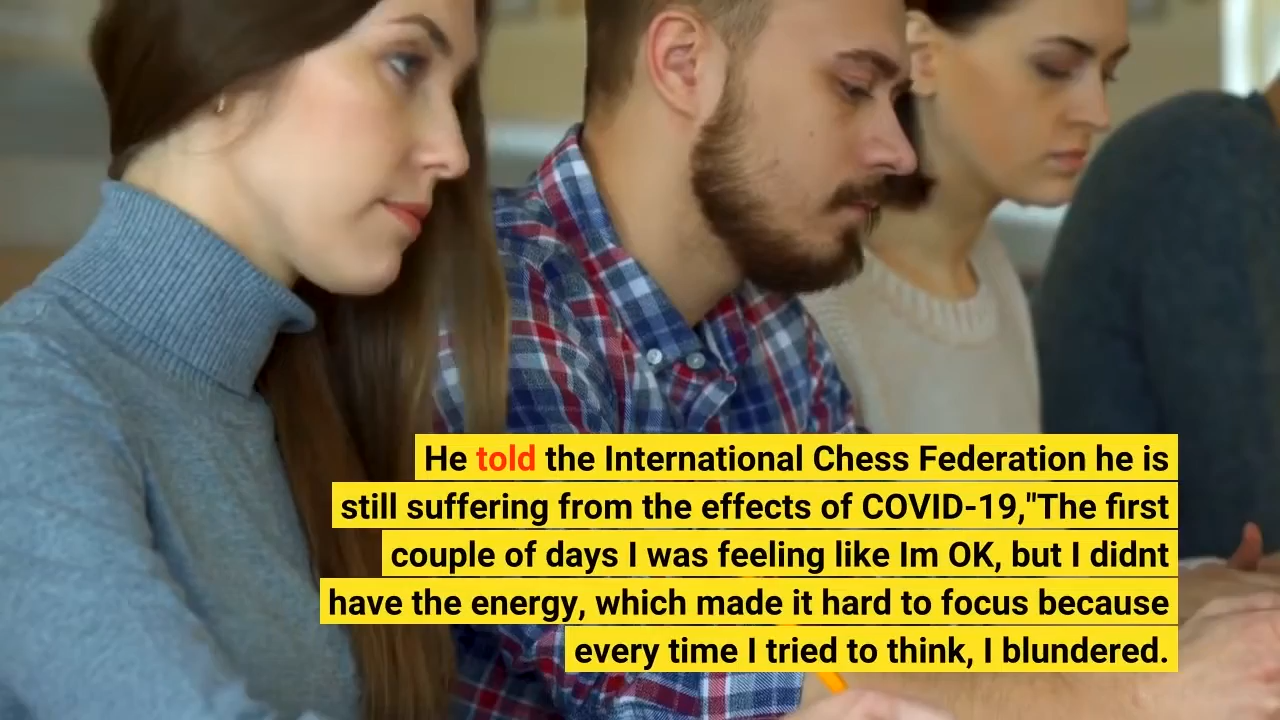 He told the International Chess Federation he is
still suffering from the effects of COVID-19,"The first
couple of days I was feeling like Im OK, but I didnt
have the energy, which made it hard to focus because
every time I tried to think, I blundered.